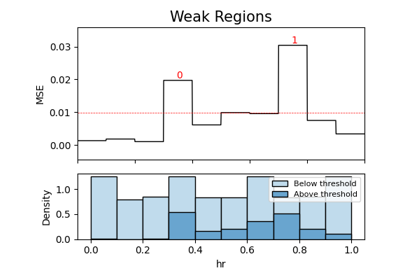 Weak Regions
0.03
0.02
0.01
0.00
MSE
0
1
1.0
0.5
0.0
Density
Below threshold
Above threshold
0.0 0.2 0.4 0.6 0.8 1.0
hr